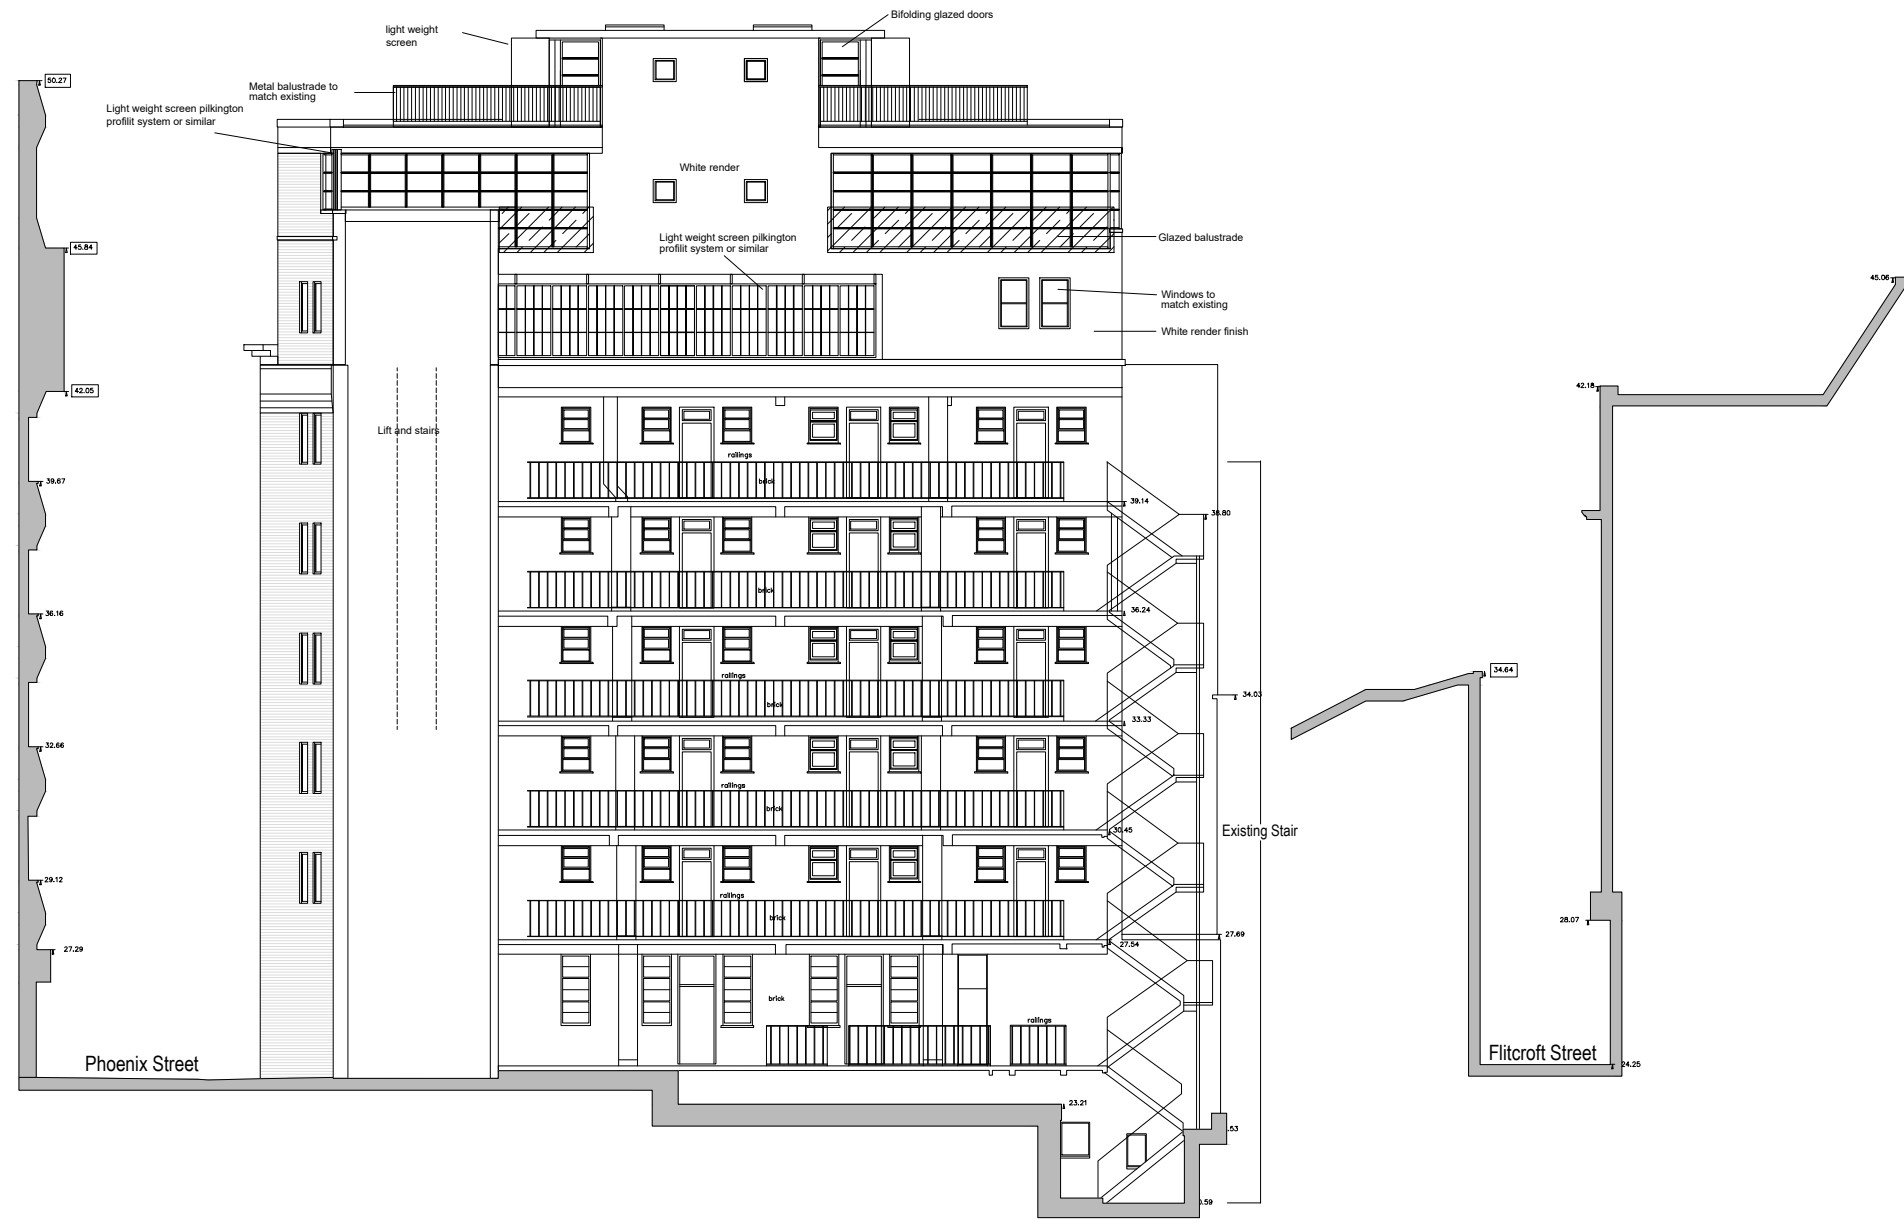 Bifolding glazed doors
light weight
screen
50.27
Metal balustrade to
match existing
Light weight screen pilkington
profilit system or similar
White render
45.84
Light weight screen pilkington
profilit system or similar
Glazed balustrade
45.06
Windows to
match existing
White render finish
42.05
42.18
Lift and stairs
railings
brick
39.67
39.14
38.80
brick
36.16
36.24
railings
34.64
34.03
brick
33.33
32.66
railings
brick
30.45
Existing Stair
29.12
railings
brick
28.07
27.69
27.54
27.29
brick
railings
Phoenix Street
Flitcroft Street
24.25
23.21
.53
.59